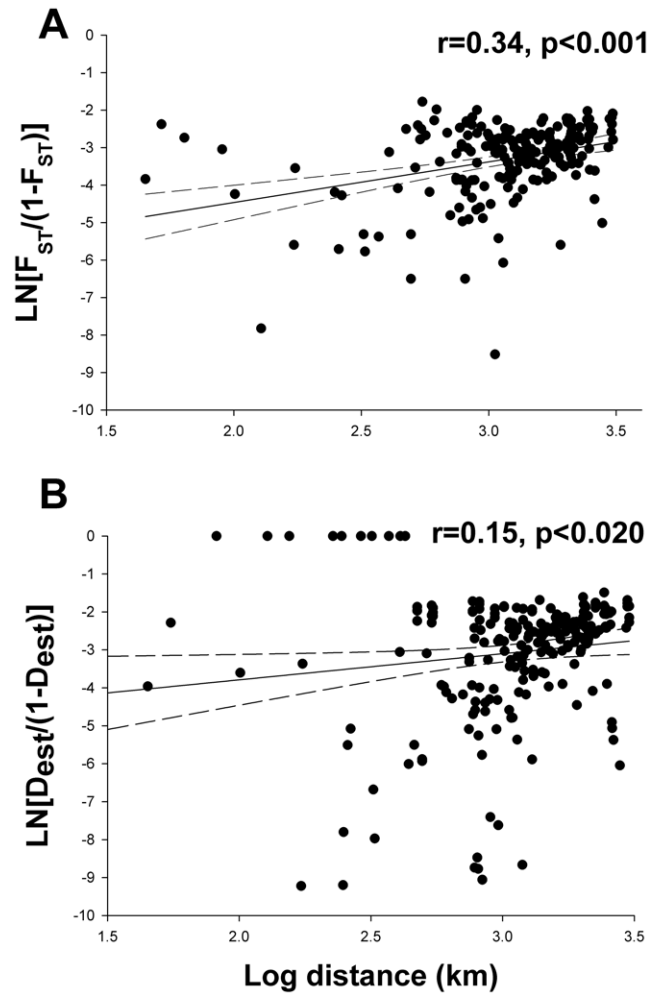 A
r=0.34, p<0.001
LN[F_ST/(1-F_ST)]
0
-1
-2
-3
-4
-5
-6
-7
-8
-9
-10
1.5 2.0 2.5 3.0 3.5
B
r=0.15, p<0.020
LN[Dest/(1-Dest)]
0
-1
-2
-3
-4
-5
-6
-7
-8
-9
-10
1.5 2.0 2.5 3.0 3.5
Log distance (km)